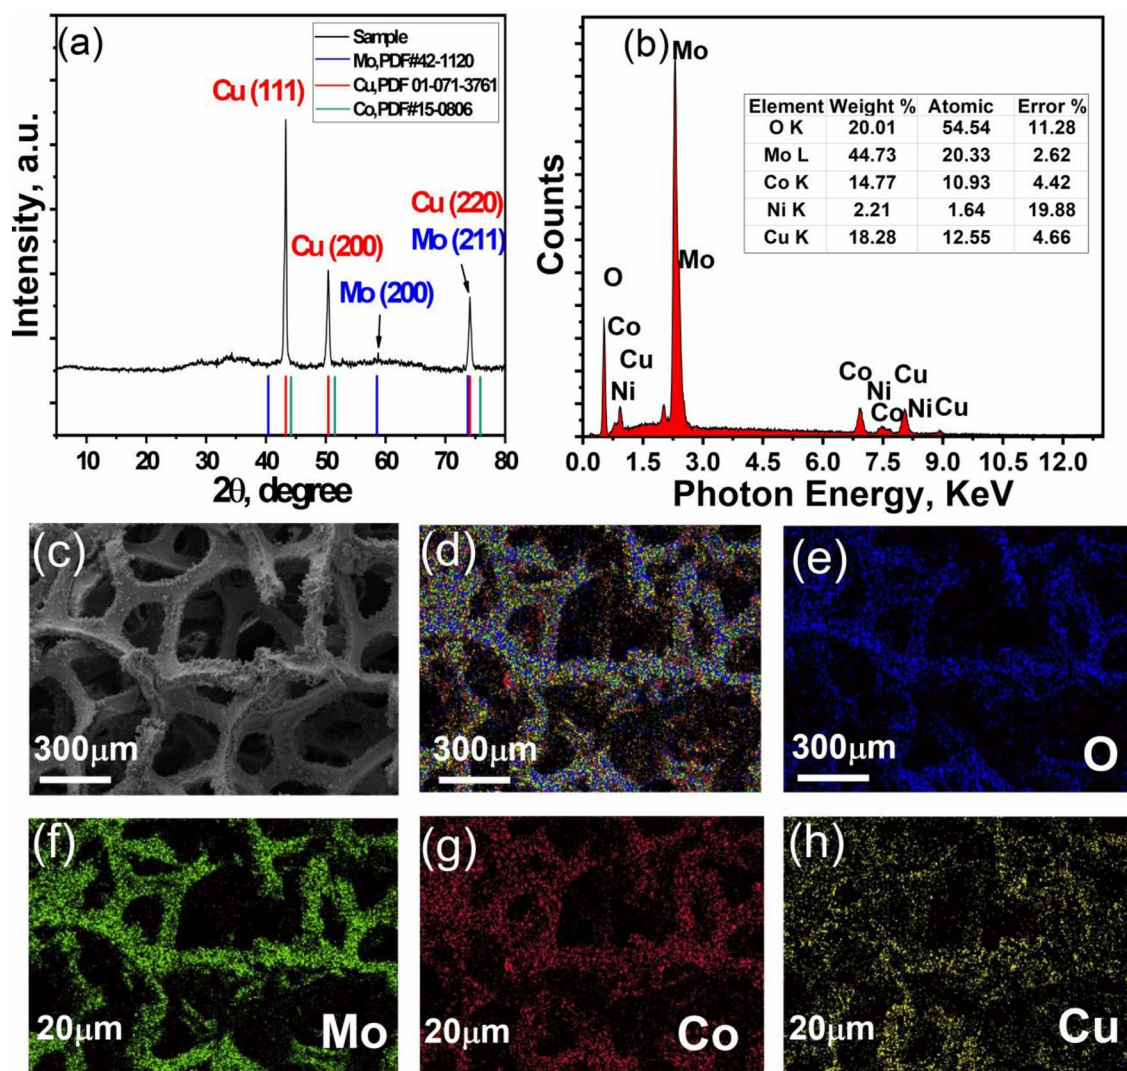 (a)
Sample
Mo,PDF#42-1120
Cu,PDF 01-071-3761
Co,PDF#15-0806
Cu (111)
Cu (200)
Cu (220)
Mo (211)
Mo (200)
Intensity, a.u.
10 20 30 40 50 60 70 80
2θ, degree
(b)
Mo
Element Weight % Atomic Error %
O K 20.01 54.54 11.28
Mo L 44.73 20.33 2.62
Co K 14.77 10.93 4.42
Ni K 2.21 1.64 19.88
Cu K 18.28 12.55 4.66
Mo
O
Co
Cu
Ni
Co
Ni
Cu
Co
Ni
Cu
Counts
0.0 1.5 3.0 4.5 6.0 7.5 9.0 10.5 12.0
Photon Energy, KeV
(c)
300μm
(d)
300μm
(e)
300μm
O
(f)
20μm
Mo
(g)
20μm
Co
(h)
20μm
Cu